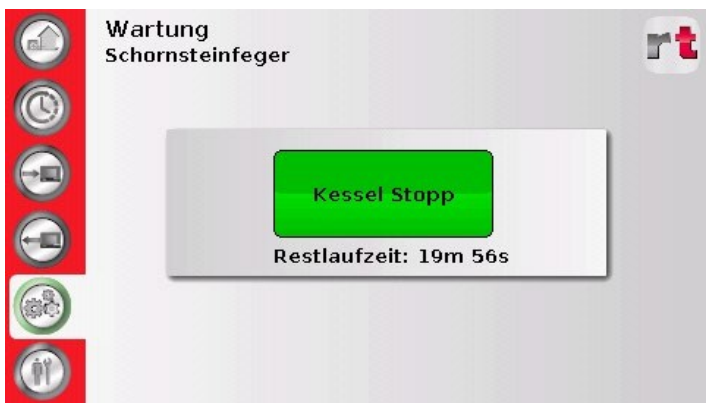 Wartung
Schornsteinfeger
rt
Kessel Stopp
Restlaufzeit: 19m 56s